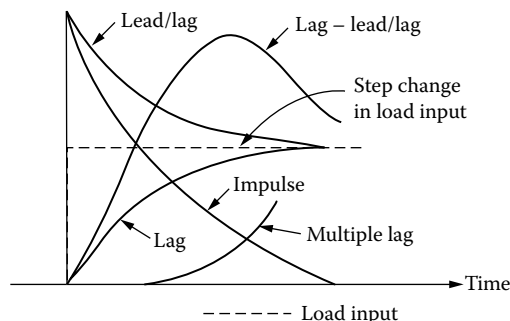 Lead/lag
Lag – lead/lag
Step change
in load input
Impulse
Lag
Multiple lag
Time
Load input